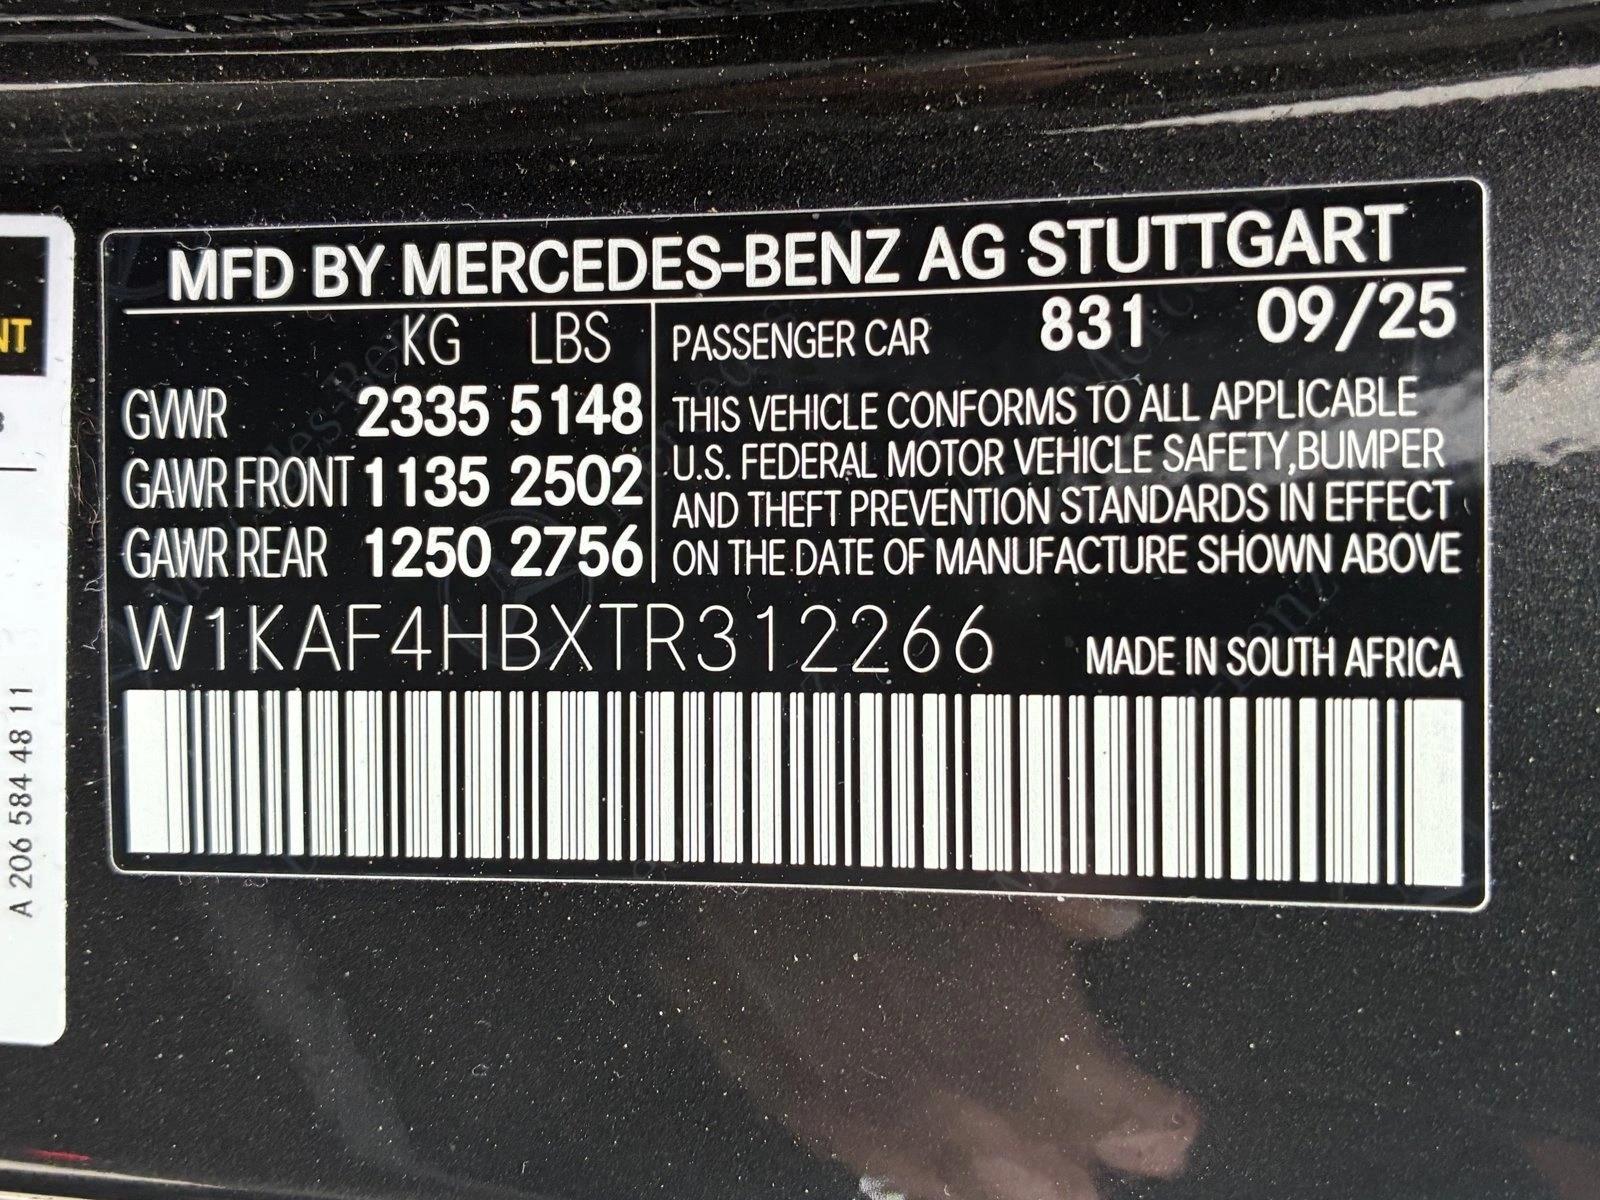 MFD BY MERCEDES-BENZ AG STUTTGART
KG LBS
GVWR 2335 5148
GAWR FRONT 1135 2502
GAWR REAR 1250 2756
PASSENGER CAR 831 09/25
THIS VEHICLE CONFORMS TO ALL APPLICABLE
U.S. FEDERAL MOTOR VEHICLE SAFETY,BUMPER
AND THEFT PREVENTION STANDARDS IN EFFECT
ON THE DATE OF MANUFACTURE SHOWN ABOVE
W1KAF4HBXTR312266
MADE IN SOUTH AFRICA
NT
A 206 584 48 11